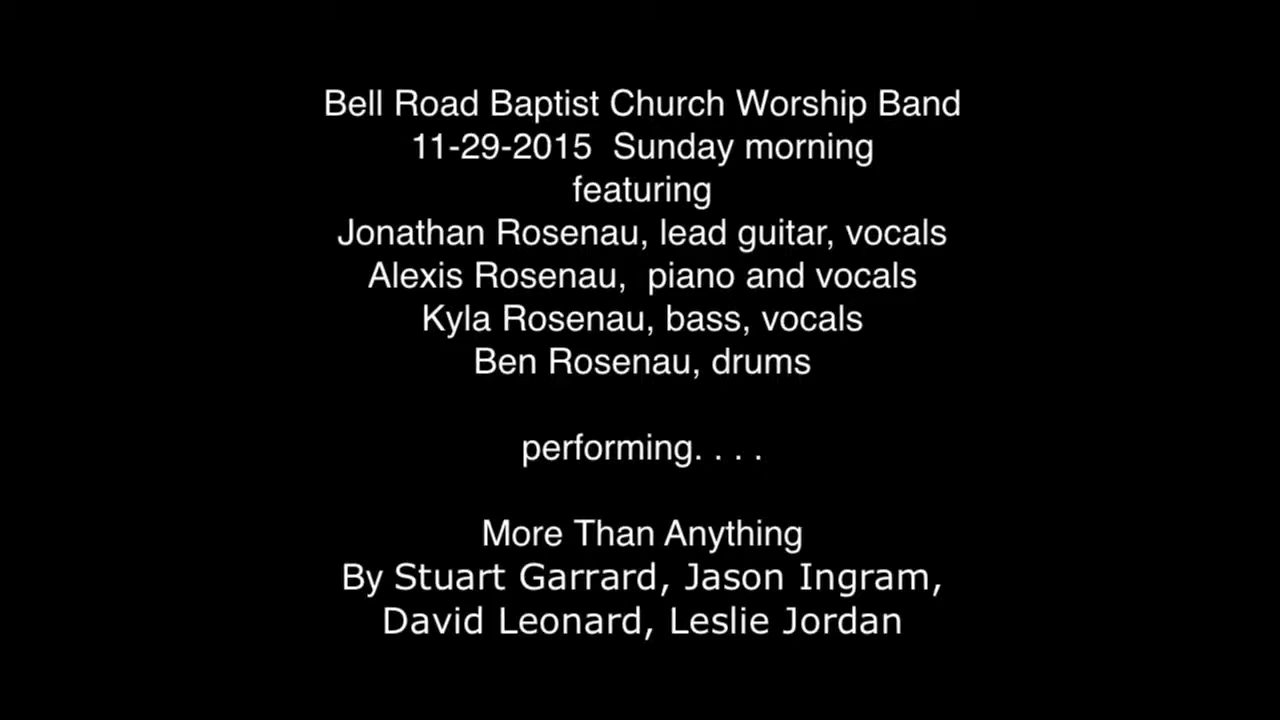 Bell Road Baptist Church Worship Band
11-29-2015  Sunday morning
featuring
Jonathan Rosenau, lead guitar, vocals
Alexis Rosenau,  piano and vocals
Kyla Rosenau, bass, vocals
Ben Rosenau, drums
performing. . . .
More Than Anything
By Stuart Garrard, Jason Ingram,
David Leonard, Leslie Jordan